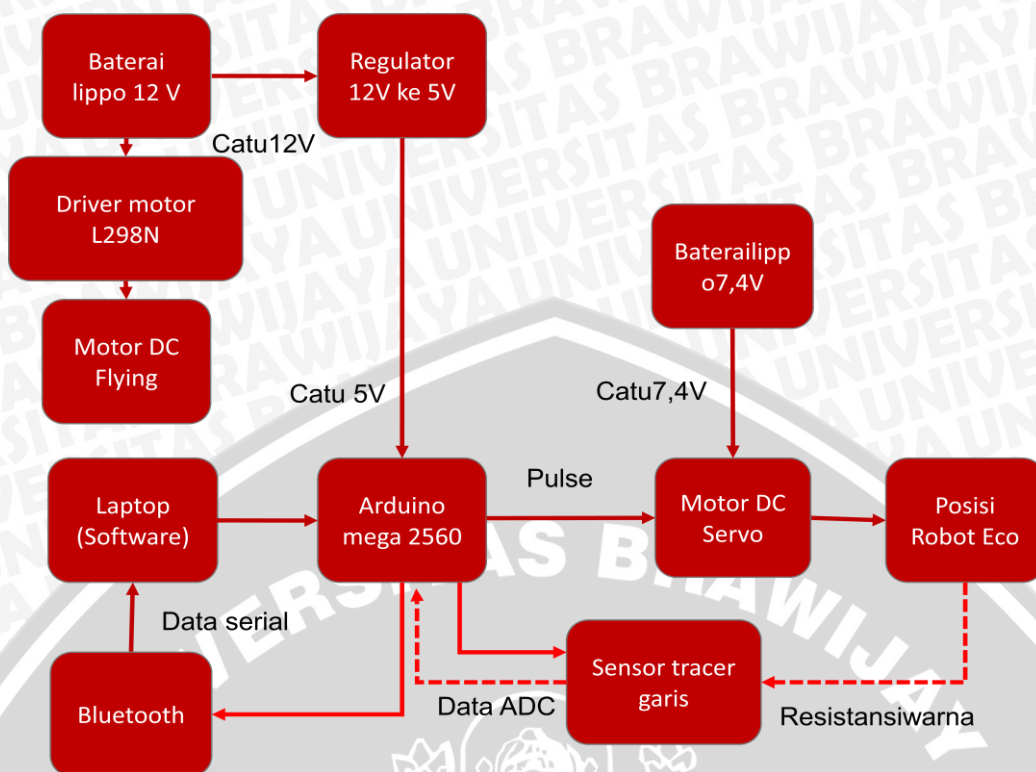 Baterai
lippo 12 V
Regulator
12V ke 5V
Catu12V
Driver motor
L298N
Baterailipp
o7,4V
Motor DC
Flying
Catu 5V
Catu7,4V
Laptop
(Software)
Arduino
mega 2560
Pulse
Motor DC
Servo
Posisi
Robot Eco
Data serial
Bluetooth
Data ADC
Sensor tracer
garis
Resistansiwarna
UNIVERSITAS BRAWIJAYA